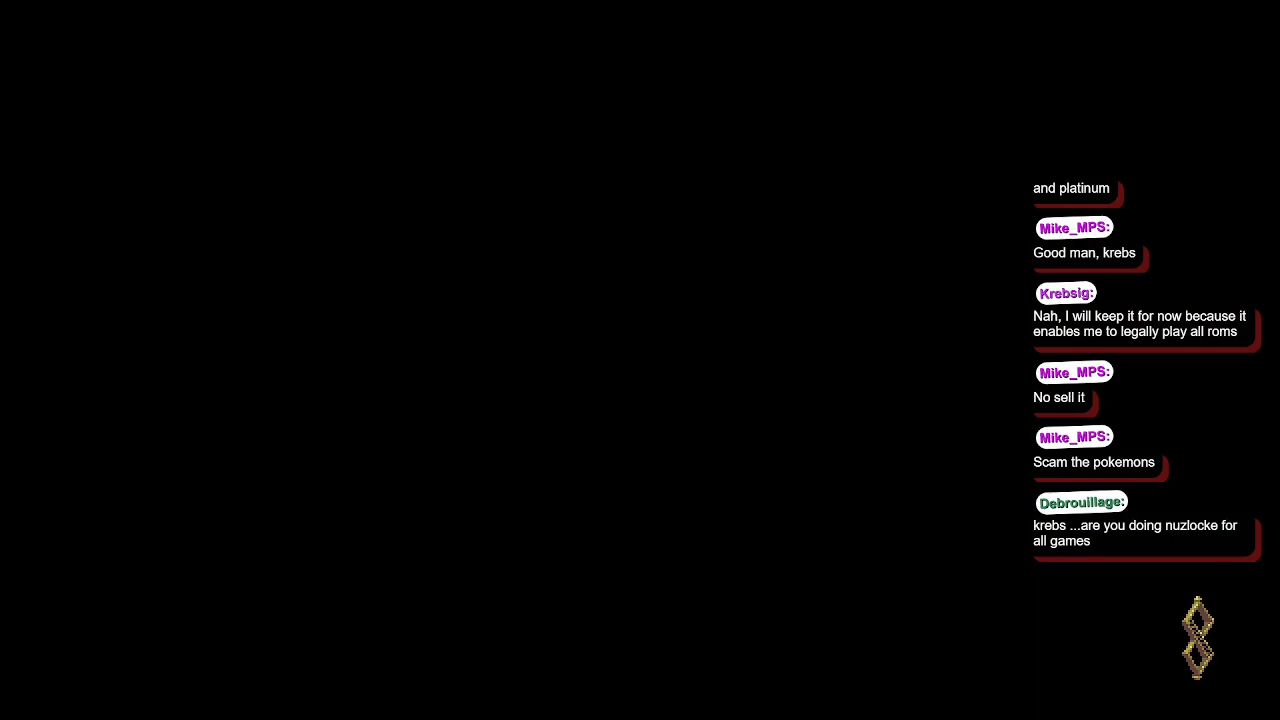 and platinum
Mike_MPS:
Good man, krebs
Krebsig:
Nah, I will keep it for now because it
enables me to legally play all roms
Mike_MPS:
No sell it
Mike_MPS:
Scam the pokemons
Debrouillage:
krebs ...are you doing nuzlocke for
all games